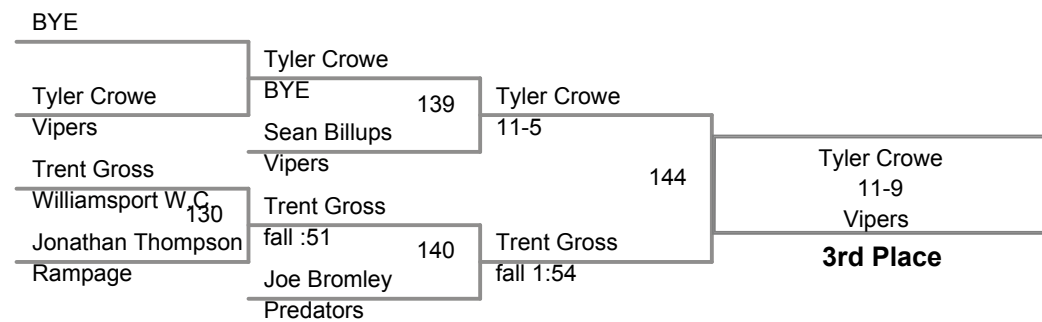 BYE
Tyler Crowe
Vipers
Trent Gross
Williamsport W.C.
130
Jonathan Thompson
Rampage
Tyler Crowe
BYE
139
Sean Billups
Vipers
Trent Gross
fall :51
140
Joe Bromley
Predators
Tyler Crowe
11-5
144
Trent Gross
fall 1:54
Tyler Crowe
11-9
Vipers
3rd Place